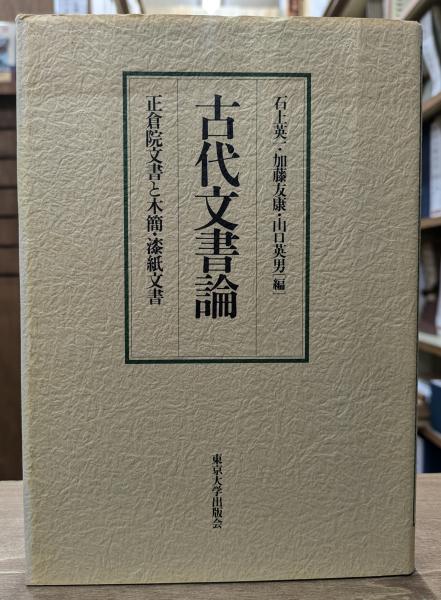 石上英一・加藤友康・山口英男［編］
古代文書論
正倉院文書と木簡・漆紙文書
東京大学出版会